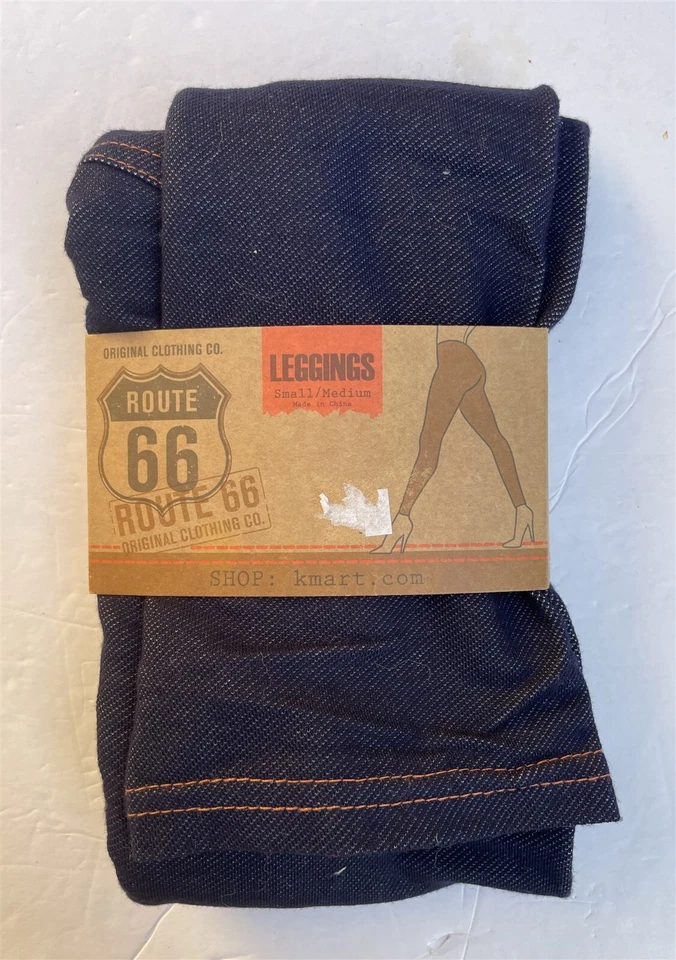 ORIGINAL CLOTHING CO.
ROUTE
66
ROUTE 66
ORIGINAL CLOTHING CO.
LEGGINGS
Small/Medium
Made in China
SHOP: kmart.com